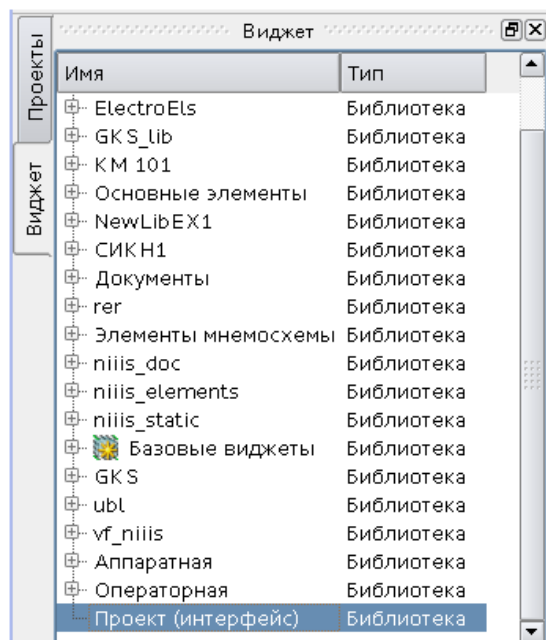 Виджет
Проекты
Виджет
Имя Тип
ElectroEls Библиотека
GKS_lib Библиотека
КМ 101 Библиотека
Основные элементы Библиотека
NewLibEX1 Библиотека
СИКН1 Библиотека
Документы Библиотека
rer Библиотека
Элементы мнемосхемы Библиотека
niiis_doc Библиотека
niiis_elements Библиотека
niiis_static Библиотека
Базовые виджеты Библиотека
GKS Библиотека
ubl Библиотека
vf_niiis Библиотека
Аппаратная Библиотека
Операторная Библиотека
Проект (интерфейс) Библиотека